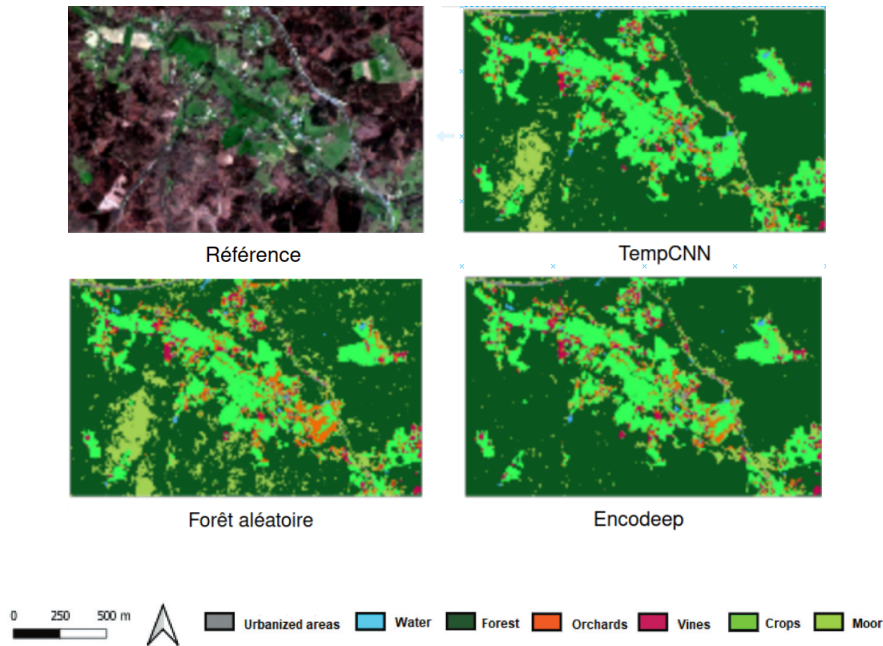 Référence
TempCNN
Forêt aléatoire
Encodeep
0 250 500 m
Urbanized areas Water Forest Orchards Vines Crops Moor